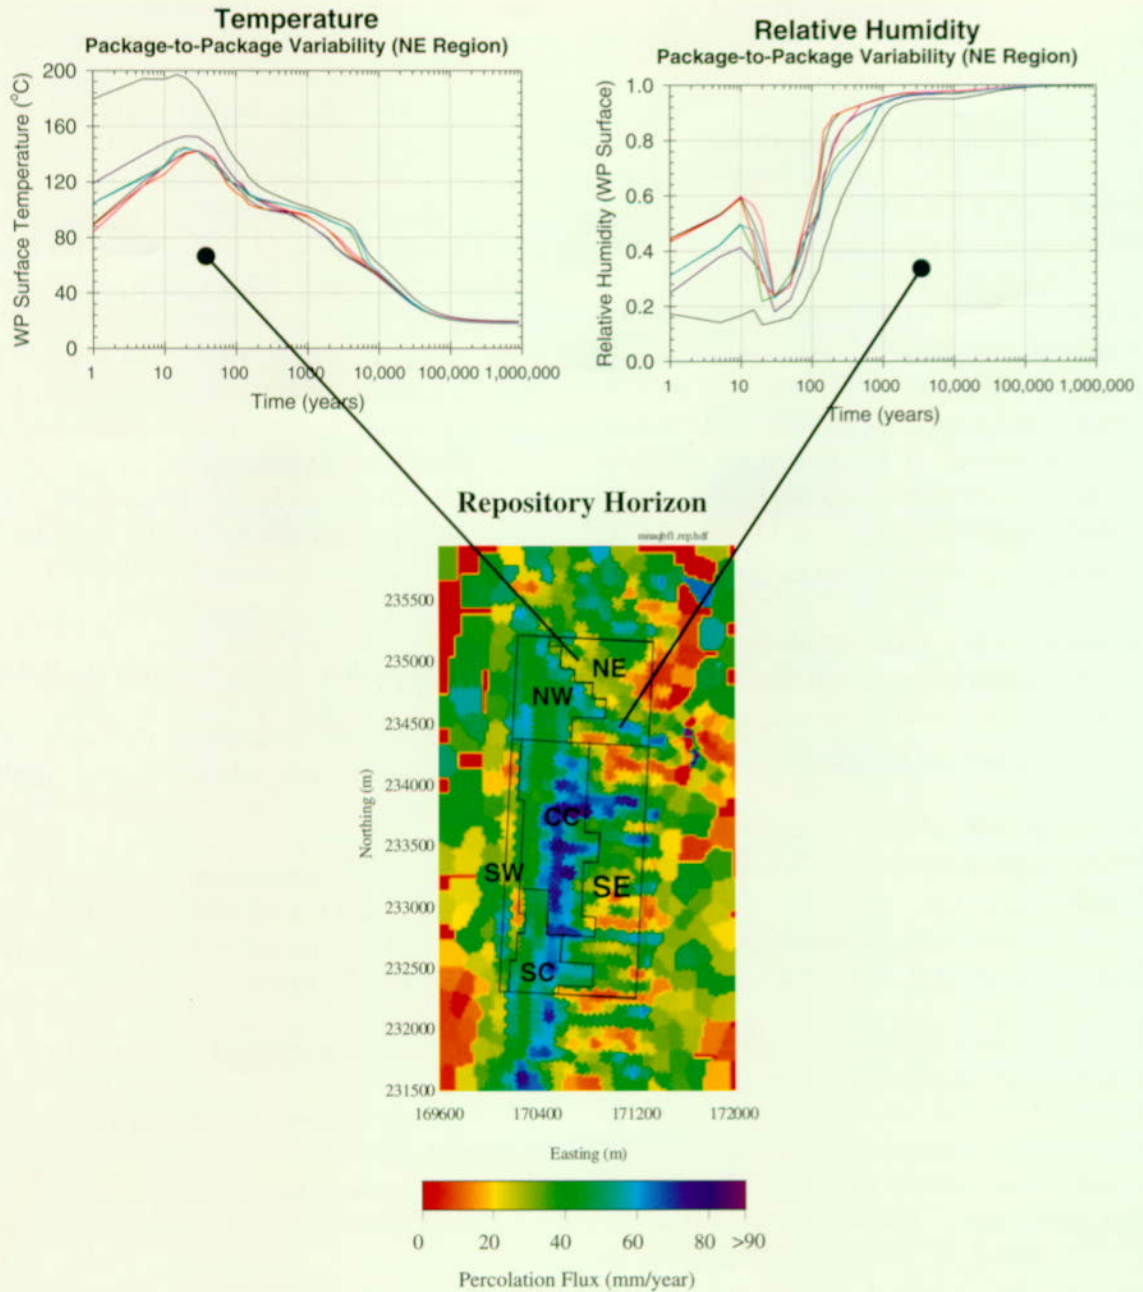 Temperature
Package-to-Package Variability (NE Region)
WP Surface Temperature (°C)
200
160
120
80
40
0
1 10 100 1000 10,000 100,000 1,000,000
Time (years)
Relative Humidity
Package-to-Package Variability (NE Region)
Relative Humidity (WP Surface)
1.0
0.8
0.6
0.4
0.2
0.0
1 10 100 1000 10,000 100,000 1,000,000
Time (years)
Repository Horizon
Northing (m)
235500
235000
234500
234000
233500
233000
232500
232000
231500
NE
NW
CC
SW
SE
SC
169600 170400 171200 172000
Easting (m)
0 20 40 60 80 >90
Percolation Flux (mm/year)